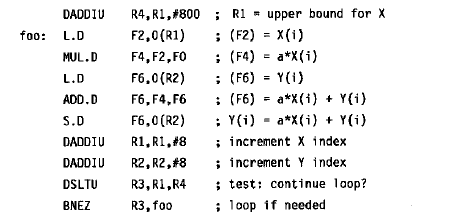 DADDIU R4,R1,#800 ; R1 = upper bound for X
foo: L.D F2,0(R1) ; (F2) = X(i)
MUL.D F4,F2,F0 ; (F4) = a*X(i)
L.D F6,0(R2) ; (F6) = Y(i)
ADD.D F6,F4,F6 ; (F6) = a*X(i) + Y(i)
S.D F6,0(R2) ; Y(i) = a*X(i) + Y(i)
DADDIU R1,R1,#8 ; increment X index
DADDIU R2,R2,#8 ; increment Y index
DSLTU R3,R1,R4 ; test: continue loop?
BNEZ R3,foo ; loop if needed